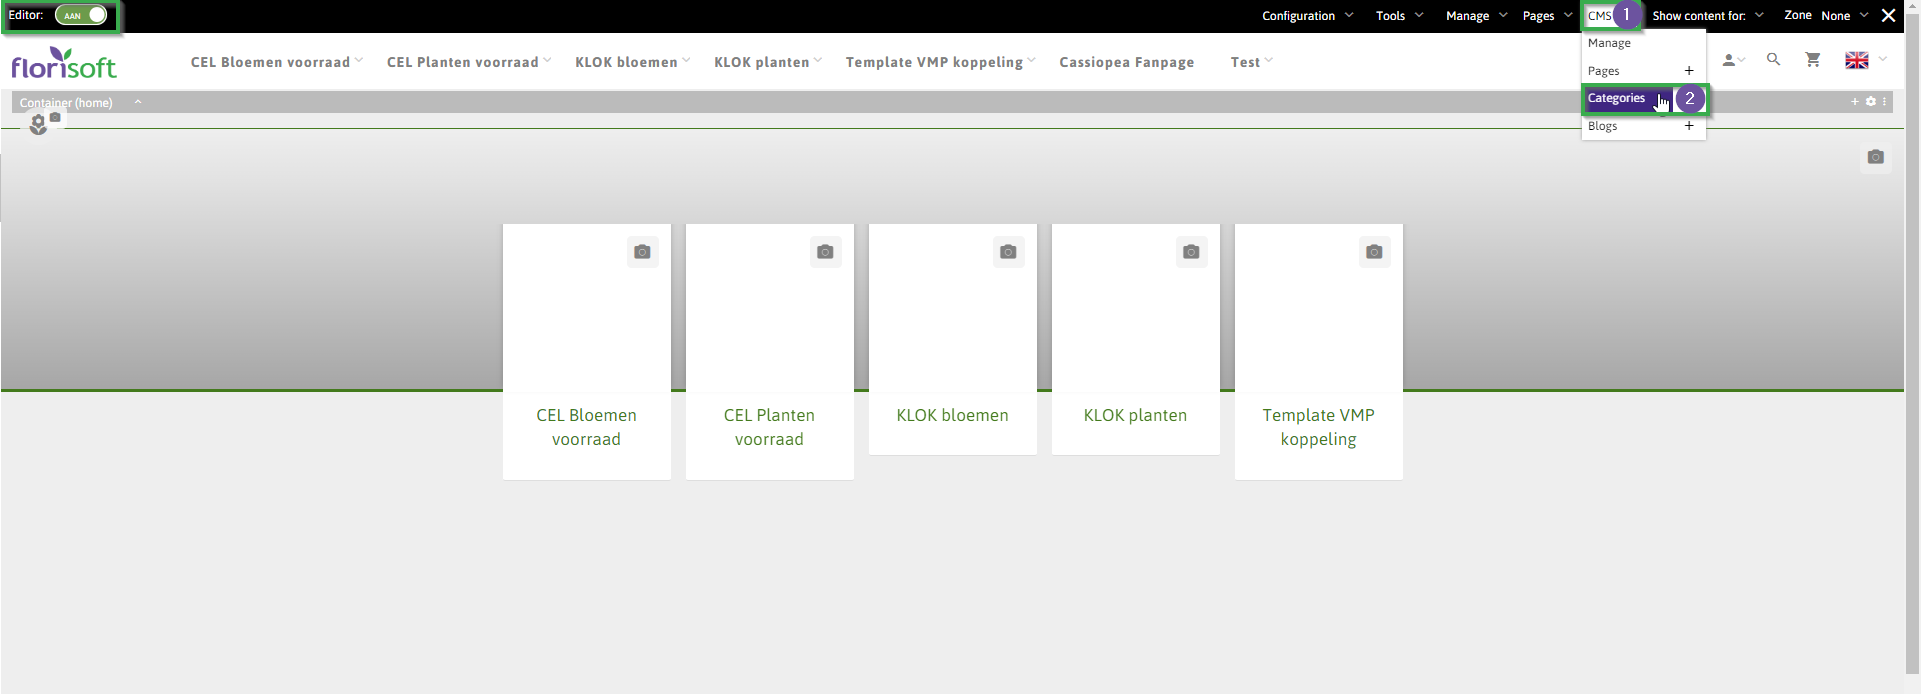 Editor: AAN Configuration Tools Manage Pages CMS 1 Show content for: Zone None
Manage
Pages +
Categories 2
Blogs +
florisoft CEL Bloemen voorraad CEL Planten voorraad KLOK bloemen KLOK planten Template VMP koppeling Cassiopea Fanpage Test
Container (home)
CEL Bloemen
voorraad
CEL Planten
voorraad
KLOK bloemen
KLOK planten
Template VMP
koppeling